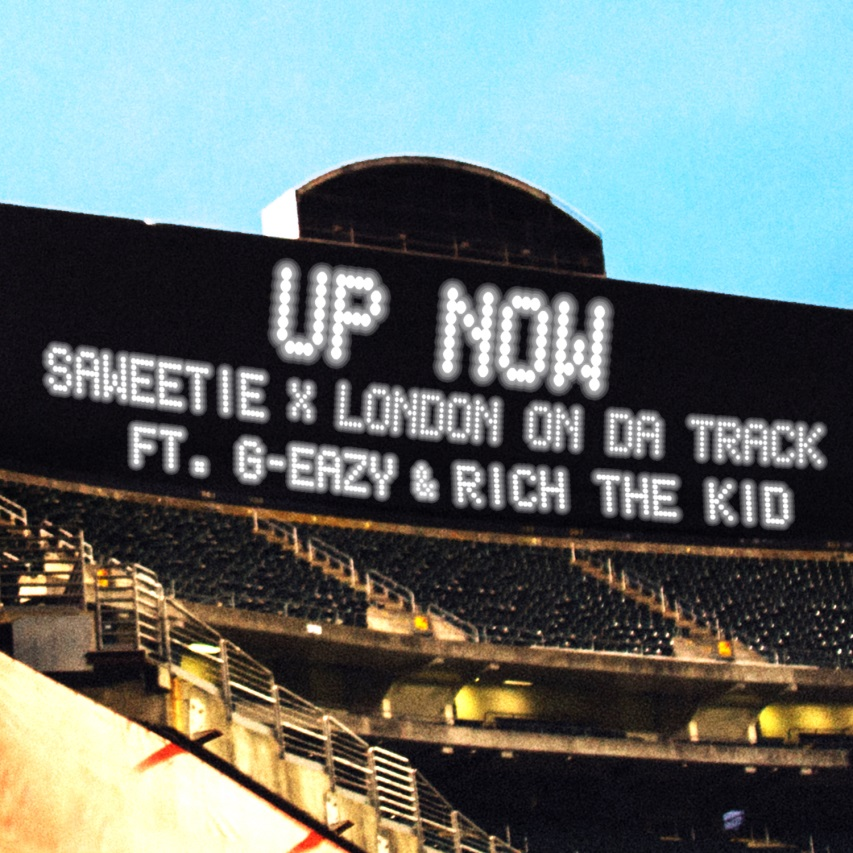 UP NOW
SAWEETIE X LONDON ON DA TRACK
FT. G-EAZY & RICH THE KID